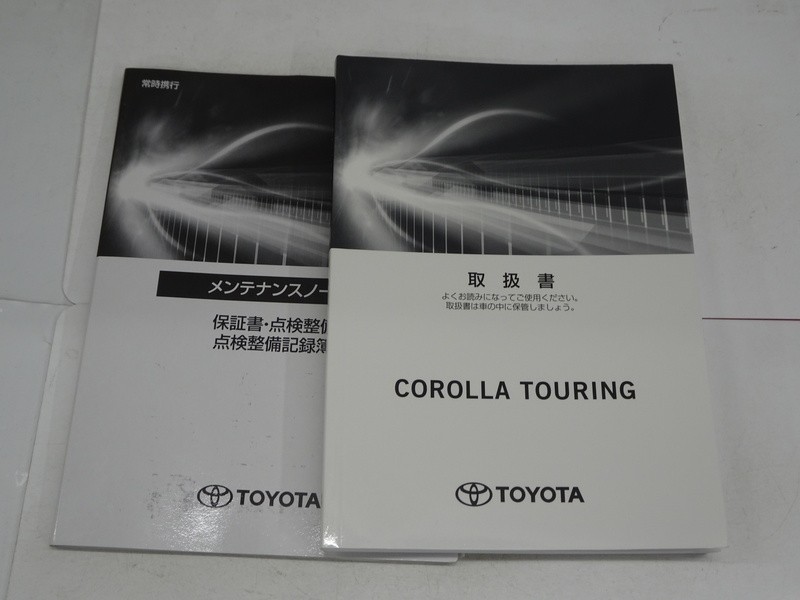 常時携行
メンテナンスノー
保証書・点検整備
点検整備記録簿
TOYOTA
取扱書
よくお読みになってご使用ください。
取扱書は車の中に保管しましょう。
COROLLA TOURING
TOYOTA